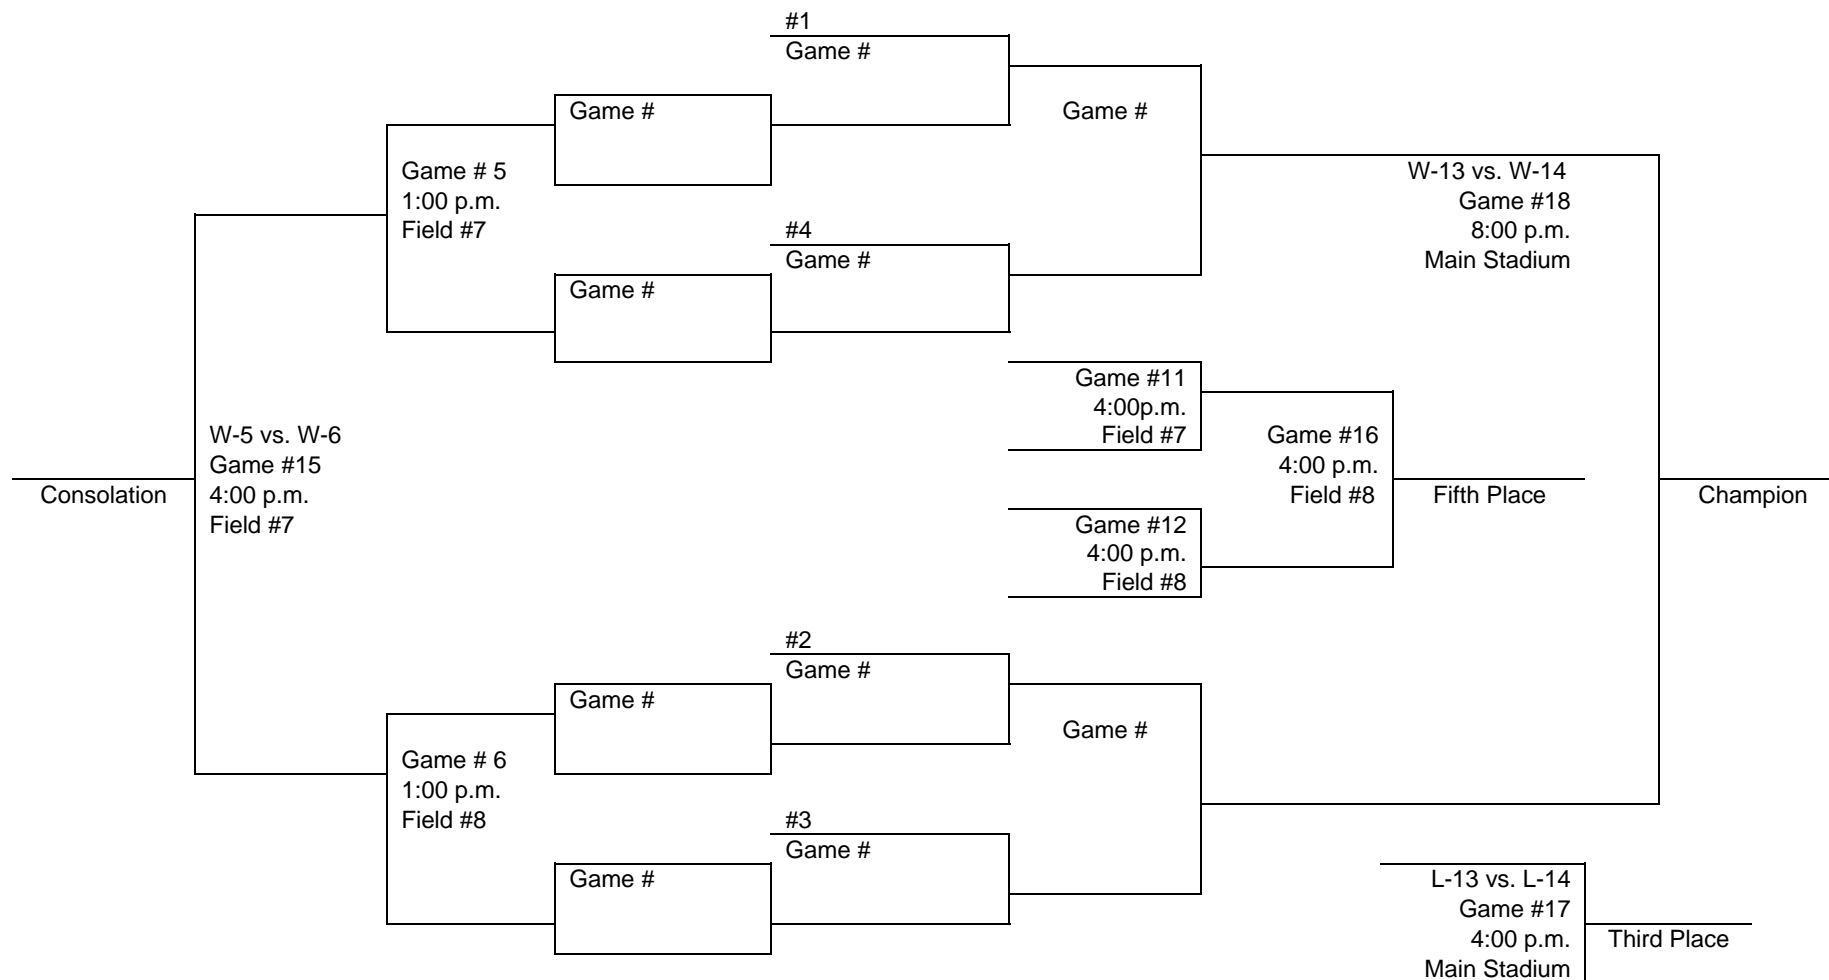 #1
Game #
Game #
Game #
Game # 5
1:00 p.m.
Field #7
W-13 vs. W-14
Game #18
8:00 p.m.
Main Stadium
#4
Game #
Game #
Game #11
4:00p.m.
Field #7
W-5 vs. W-6
Game #15
4:00 p.m.
Field #7
Consolation
Game #16
4:00 p.m.
Field #8
Fifth Place
Champion
Game #12
4:00 p.m.
Field #8
#2
Game #
Game #
Game #
Game # 6
1:00 p.m.
Field #8
#3
Game #
Game #
L-13 vs. L-14
Game #17
4:00 p.m.
Main Stadium
Third Place